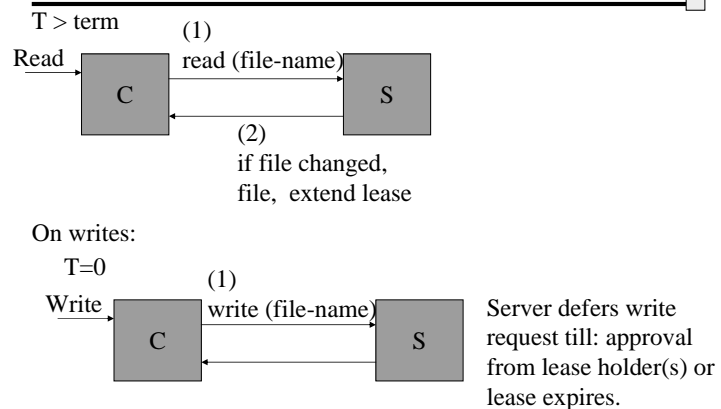 T > term
(1)
Read
read (file-name)
C
S
(2)
if file changed,
file, extend lease
On writes:
T=0
(1)
Write
write (file-name)
C
S
Server defers write
request till: approval
from lease holder(s) or
lease expires.